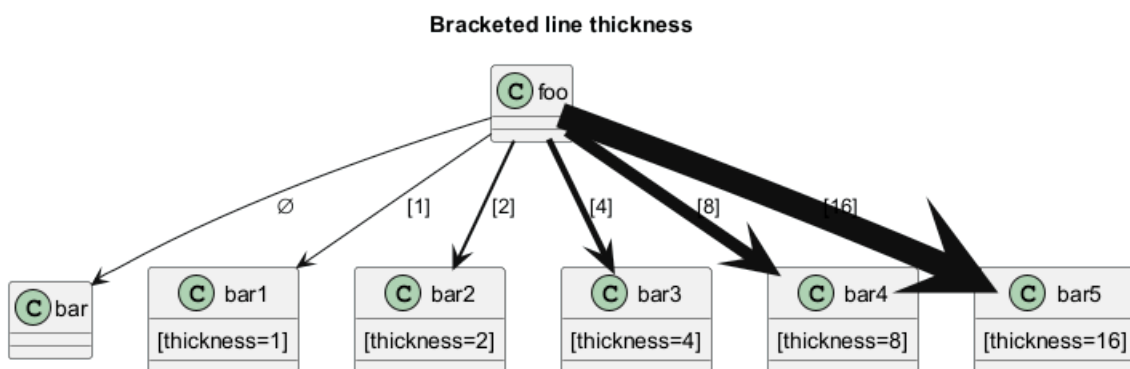 Bracketed line thickness
C foo
∅
[1]
[2]
[4]
[8]
[16]
C bar
C bar1
C bar2
C bar3
C bar4
C bar5
[thickness=1]
[thickness=2]
[thickness=4]
[thickness=8]
[thickness=16]